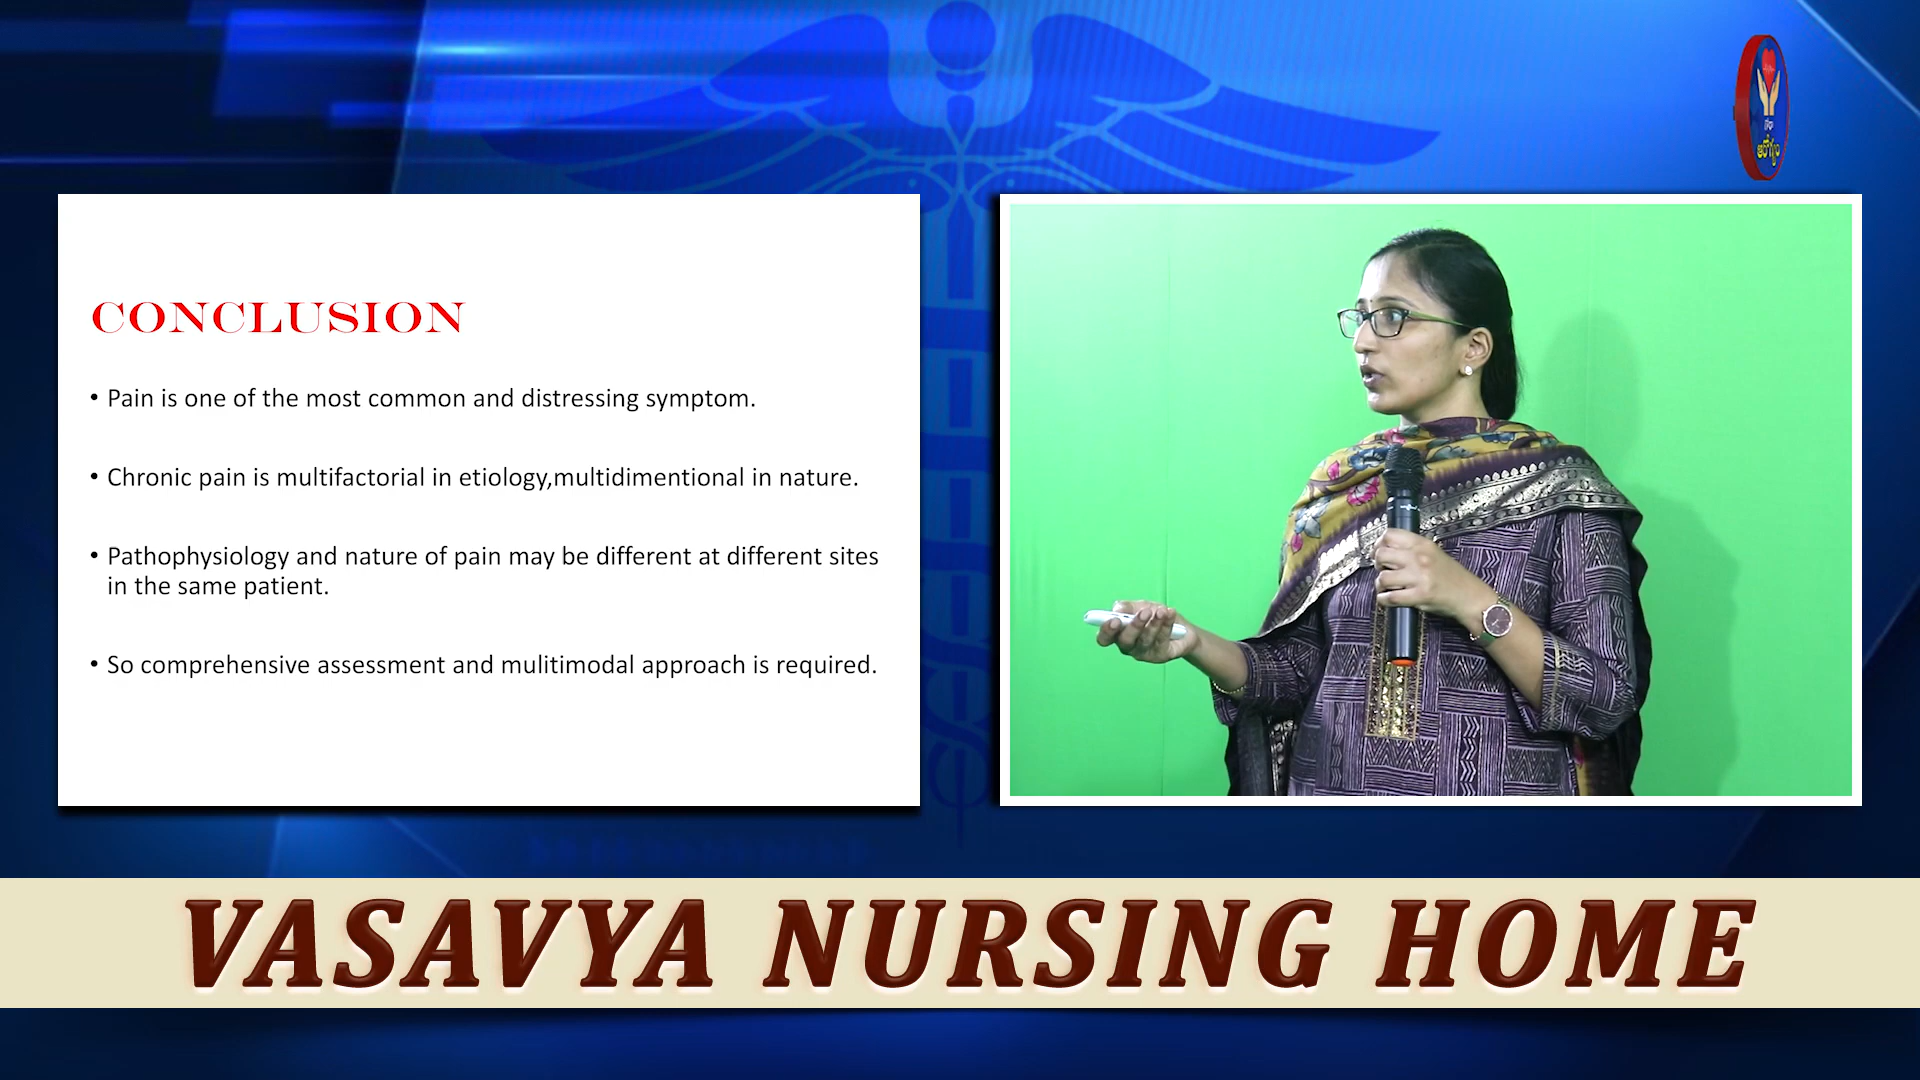 ఆరోగ్యం
CONCLUSION
• Pain is one of the most common and distressing symptom.
• Chronic pain is multifactorial in etiology,multidimentional in nature.
• Pathophysiology and nature of pain may be different at different sites
in the same patient.
• So comprehensive assessment and mulitimodal approach is required.
VASAVYA NURSING HOME